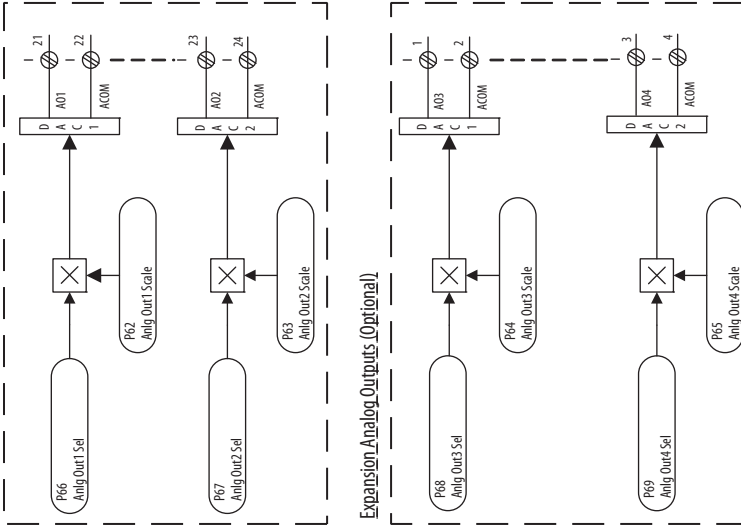 P66
Anlg Out1 Sel
P62
Anlg Out1 Scale
D
A
C
1
AO1
ACOM
21
22
P67
Anlg Out2 Sel
P63
Anlg Out2 Scale
D
A
C
2
AO2
ACOM
23
24
Expansion Analog Outputs (Optional)
P68
Anlg Out3 Sel
P64
Anlg Out3 Scale
D
A
C
1
AO3
ACOM
1
2
P69
Anlg Out4 Sel
P65
Anlg Out4 Scale
D
A
C
2
AO4
ACOM
3
4